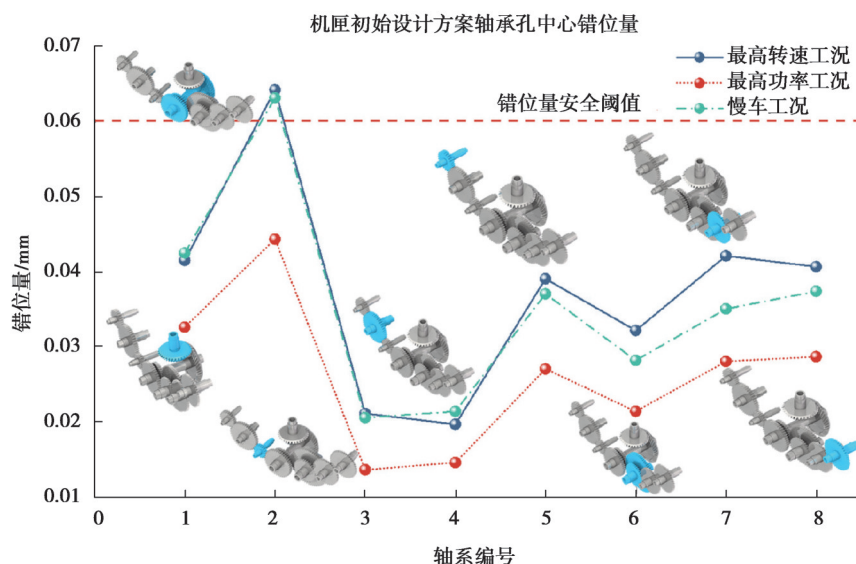 机匣初始设计方案轴承孔中心错位量
最高转速工况
最高功率工况
慢车工况
错位量安全阈值
错位量/mm
0.07
0.06
0.05
0.04
0.03
0.02
0.01
0 1 2 3 4 5 6 7 8
轴系编号